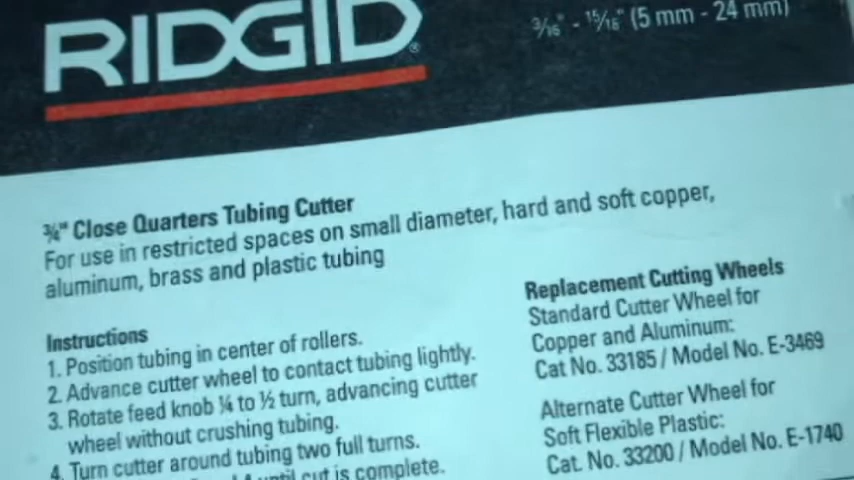 RIDGID®
3/16" - 15/16" (5 mm - 24 mm)
3/4" Close Quarters Tubing Cutter
For use in restricted spaces on small diameter, hard and soft copper,
aluminum, brass and plastic tubing
Instructions
1. Position tubing in center of rollers.
2. Advance cutter wheel to contact tubing lightly.
3. Rotate feed knob ¼ to ½ turn, advancing cutter
wheel without crushing tubing.
4. Turn cutter around tubing two full turns.
until cut is complete.
Replacement Cutting Wheels
Standard Cutter Wheel for
Copper and Aluminum:
Cat No. 33185 / Model No. E-3469
Alternate Cutter Wheel for
Soft Flexible Plastic:
Cat. No. 33200 / Model No. E-1740